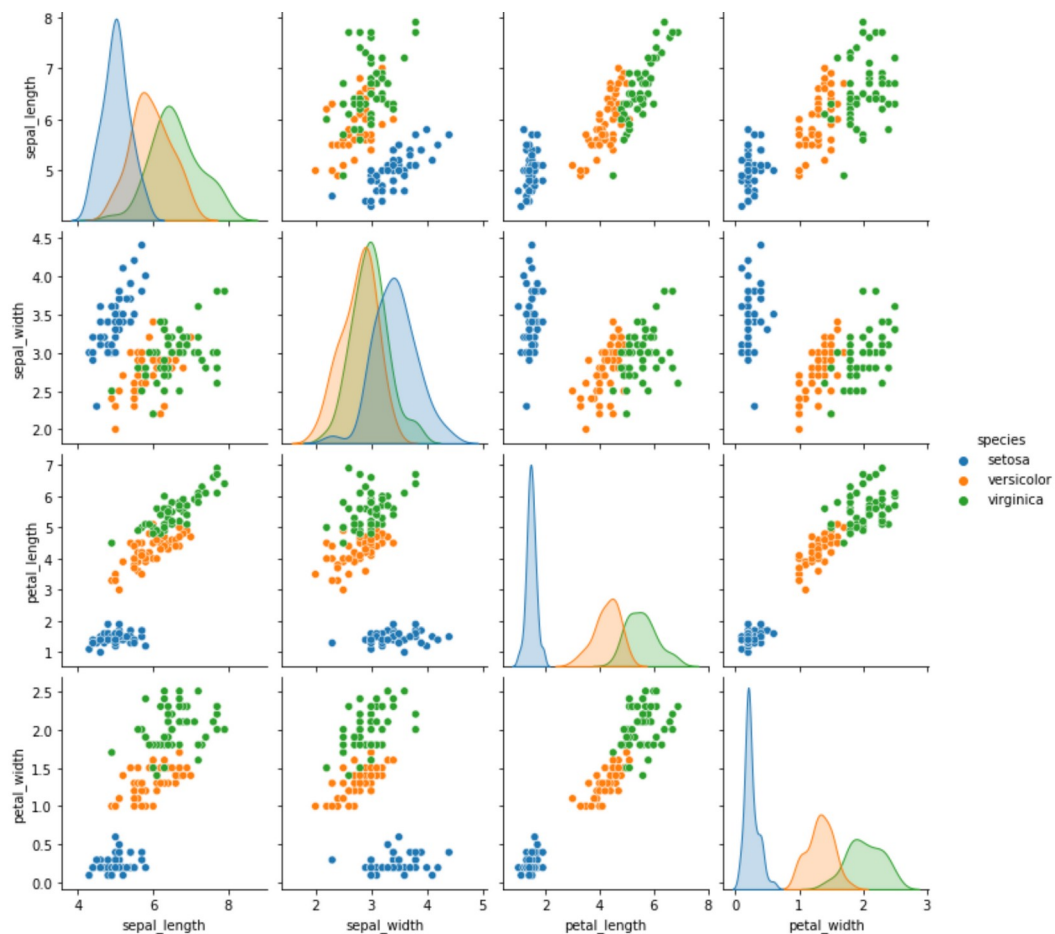 8
7
6
5
sepal_length
4.5
4.0
3.5
3.0
2.5
2.0
sepal_width
species
setosa
versicolor
virginica
7
6
5
4
3
2
1
petal_length
2.5
2.0
1.5
1.0
0.5
0.0
petal_width
4 6 8
2 3 4 5
2 4 6 8
0 1 2 3
sepal_length
sepal_width
petal_length
petal_width